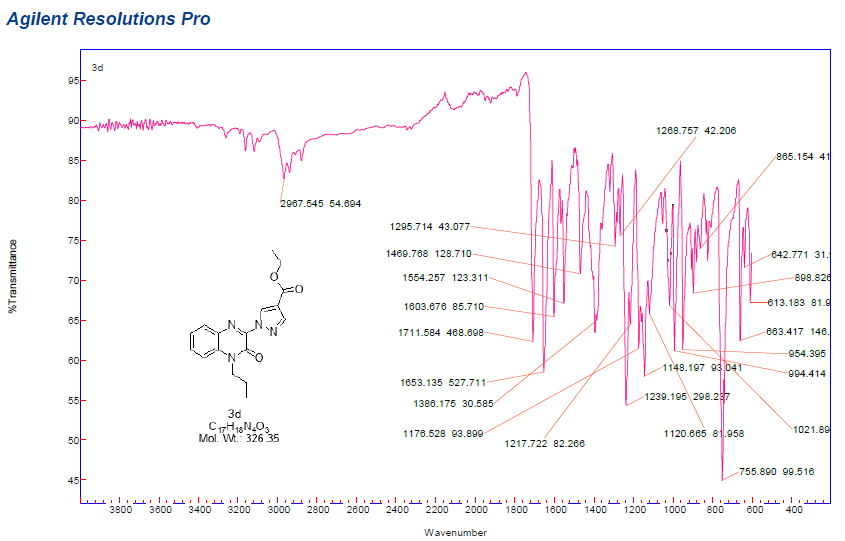 Agilent Resolutions Pro
3d
95
90
85
80
75
70
65
60
55
50
45
%Transmittance
1268.757 42.206
865.154 41
2967.545 54.694
1295.714 43.077
1469.768 128.710
1554.257 123.311
1603.676 85.710
1711.584 468.698
1653.135 527.711
1386.175 30.585
1176.528 93.899
1217.722 82.266
642.771 31.
898.826
613.183 81.9
663.417 146.
954.395
994.414
1148.197 93.041
1239.195 298.237
1120.665 81.958
1021.89
755.890 99.516
O
O
N
N
N
N
O
3d
C17H18N4O3
Mol. Wt.: 326.35
3800 3600 3400 3200 3000 2800 2600 2400 2200 2000 1800 1600 1400 1200 1000 800 600 400
Wavenumber